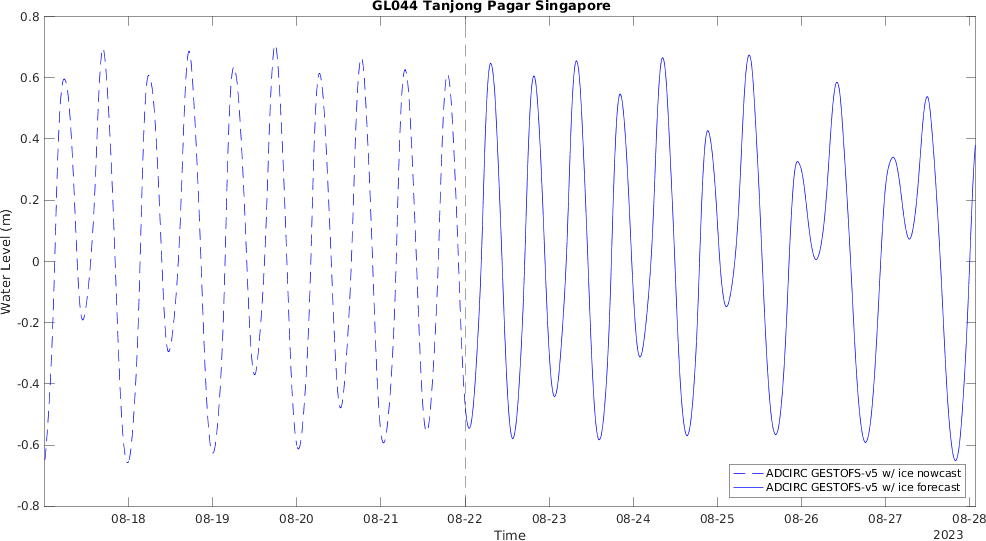 GL044 Tanjong Pagar Singapore
0.8
0.6
0.4
0.2
0
-0.2
-0.4
-0.6
-0.8
Water Level (m)
ADCIRC GESTOFS-v5 w/ ice nowcast
ADCIRC GESTOFS-v5 w/ ice forecast
08-18 08-19 08-20 08-21 08-22 08-23 08-24 08-25 08-26 08-27 08-28
Time
2023